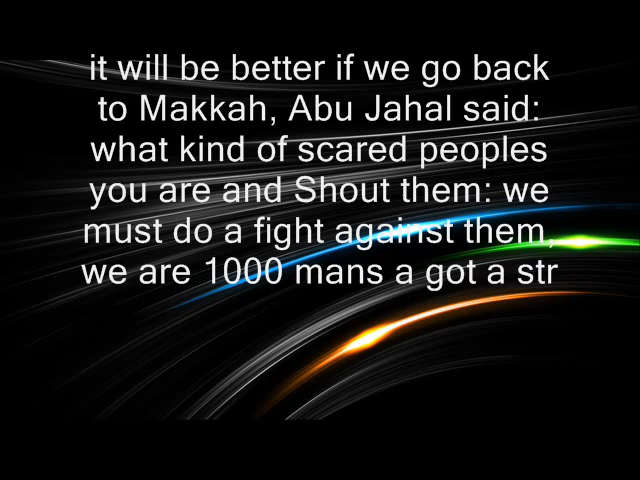 it will be better if we go back
to Makkah, Abu Jahal said:
what kind of scared peoples
you are and Shout them: we
must do a fight against them,
we are 1000 mans a got a str